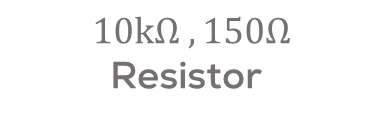 10kΩ , 150Ω
Resistor